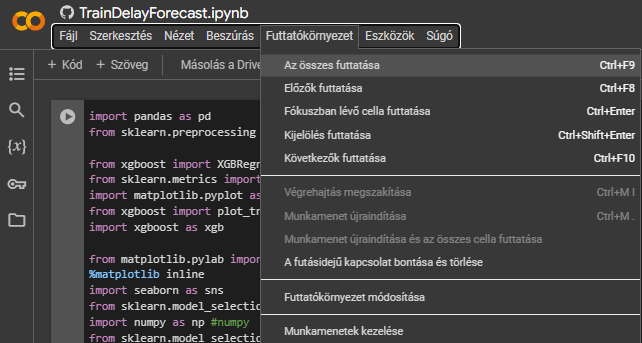 TrainDelayForecast.ipynb
Fájl Szerkesztés Nézet Beszúrás Futtatókörnyezet Eszközök Súgó
+ Kód + Szöveg Másolás a Drive
Az összes futtatása Ctrl+F9
Előzők futtatása Ctrl+F8
Fókuszban lévő cella futtatása Ctrl+Enter
Kijelölés futtatása Ctrl+Shift+Enter
Következők futtatása Ctrl+F10
Végrehajtás megszakítása Ctrl+M I
Munkamenet újraindítása Ctrl+M .
Munkamenet újraindítása és az összes cella futtatása
A futásidejű kapcsolat bontása és törlése
Futtatókörnyezet módosítása
Munkamenetek kezelése
{x}
import pandas as pd
from sklearn.preprocessing
from xgboost import XGBRegr
from sklearn.metrics import
import matplotlib.pyplot as
from xgboost import plot_tr
import xgboost as xgb
from matplotlib.pylab impor
%matplotlib inline
import seaborn as sns
from sklearn.model_selectio
import numpy as np #numpy
from sklearn.model_selectio